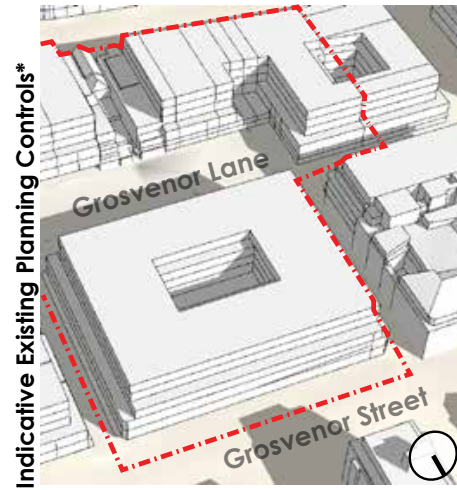 Indicative Existing Planning Controls*
Grosvenor Lane
Grosvenor Street